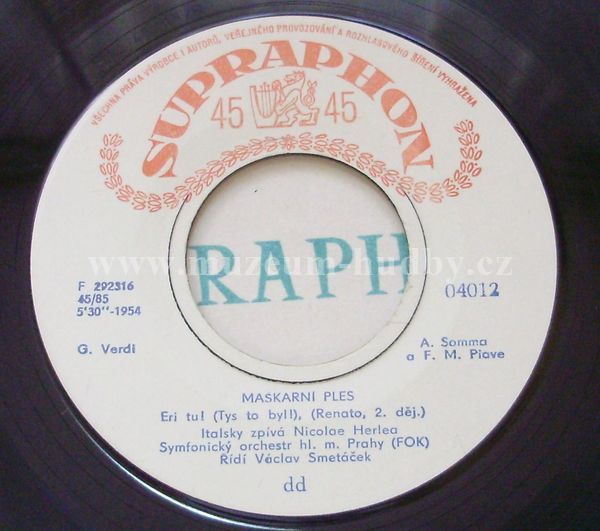 VŠECHNA PRÁVA VÝROBCE I AUTORŮ, VEŘEJNÉHO PROVOZOVÁNÍ A ROZHLASOVÉHO ŠÍŘENÍ VYHRAŽENA
SUPRAPHON
45 45
RAPH
www.muzeum-hudby.cz
F 292316
45/85
5'30"-1954
04012
G. Verdi
A. Somma
a F. M. Piave
MASKARNÍ PLES
Eri tu! (Tys to byl!), (Renato, 2. děj.)
Italsky zpívá Nicolae Herlea
Symfonický orchestr hl. m. Prahy (FOK)
Řídí Václav Smetáček
dd